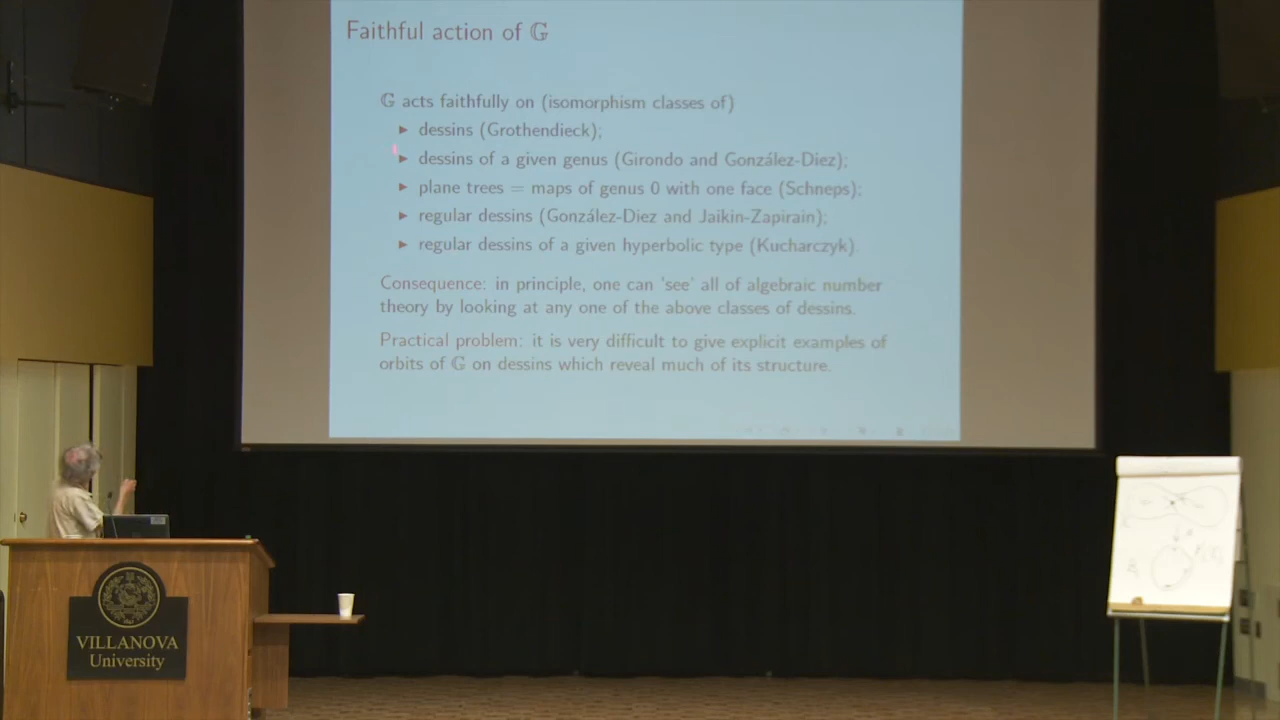 Faithful action of 𝔾
𝔾 acts faithfully on (isomorphism classes of)
▶ dessins (Grothendieck);
▶ dessins of a given genus (Girondo and González-Diez);
▶ plane trees = maps of genus 0 with one face (Schneps);
▶ regular dessins (González-Diez and Jaikin-Zapirain);
▶ regular dessins of a given hyperbolic type (Kucharczyk).
Consequence: in principle, one can 'see' all of algebraic number
theory by looking at any one of the above classes of dessins.
Practical problem: it is very difficult to give explicit examples of
orbits of 𝔾 on dessins which reveal much of its structure.
VILLANOVA
University